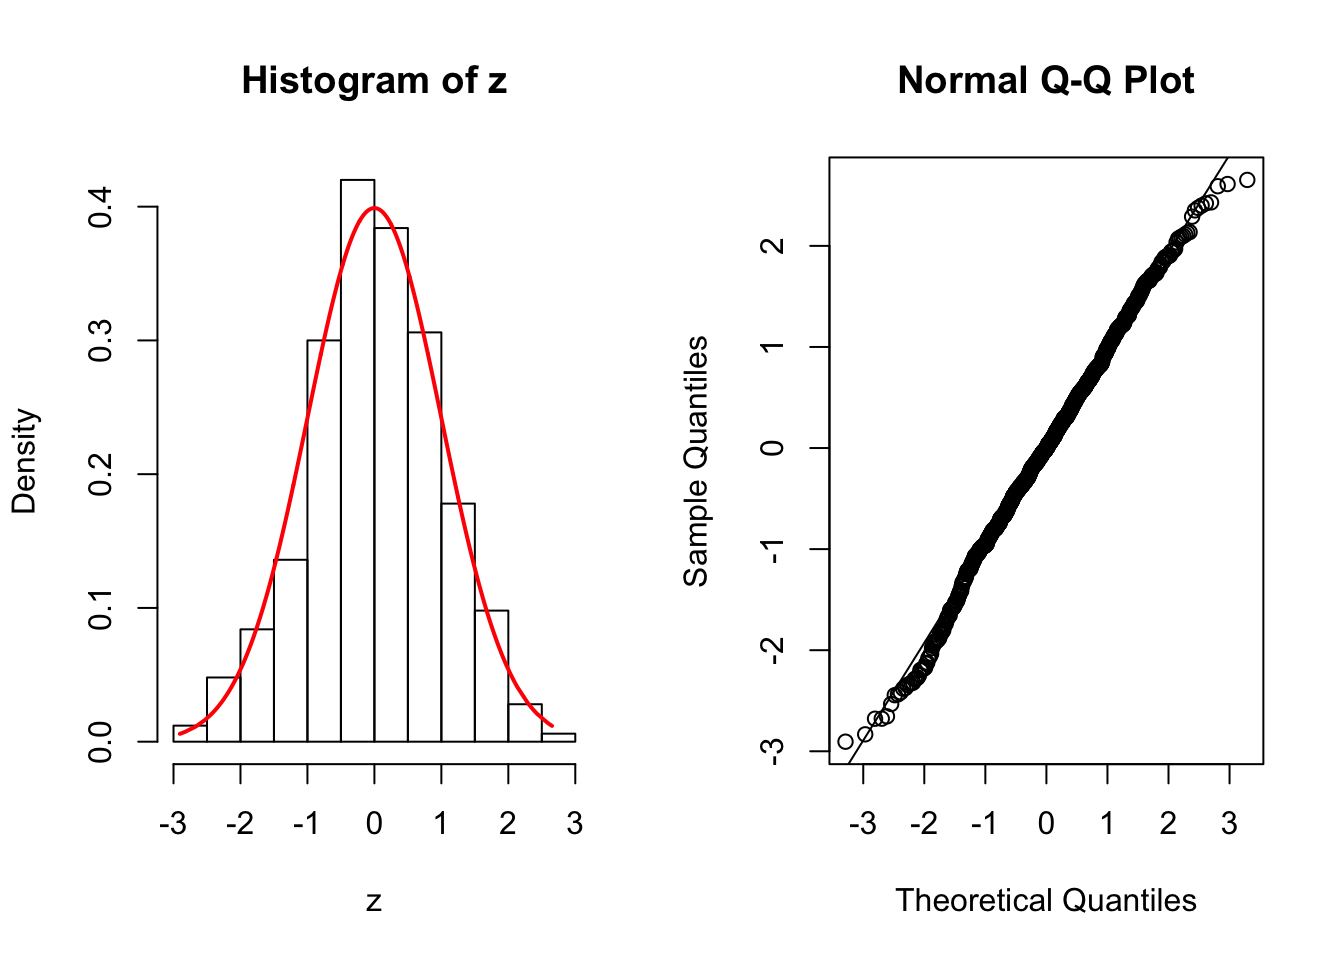 Histogram of z
Density
0.0 0.1 0.2 0.3 0.4
-3 -2 -1 0 1 2 3
z
Normal Q-Q Plot
Sample Quantiles
-3 -2 -1 0 1 2
-3 -2 -1 0 1 2 3
Theoretical Quantiles